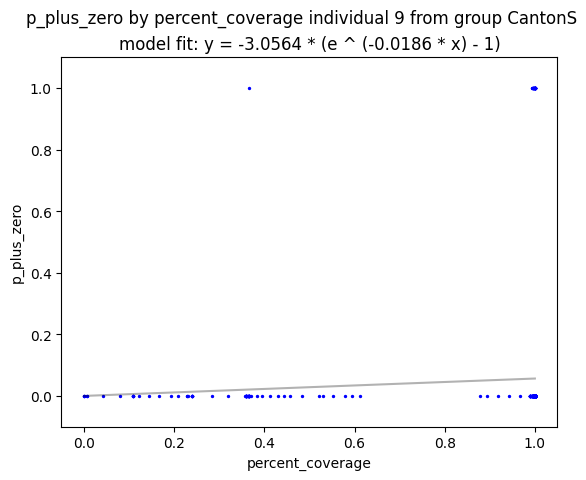 p_plus_zero by percent_coverage individual 9 from group CantonS
model fit: y = -3.0564 * (e ^ (-0.0186 * x) - 1)
1.0
0.8
0.6
0.4
0.2
0.0
p_plus_zero
0.0 0.2 0.4 0.6 0.8 1.0
percent_coverage